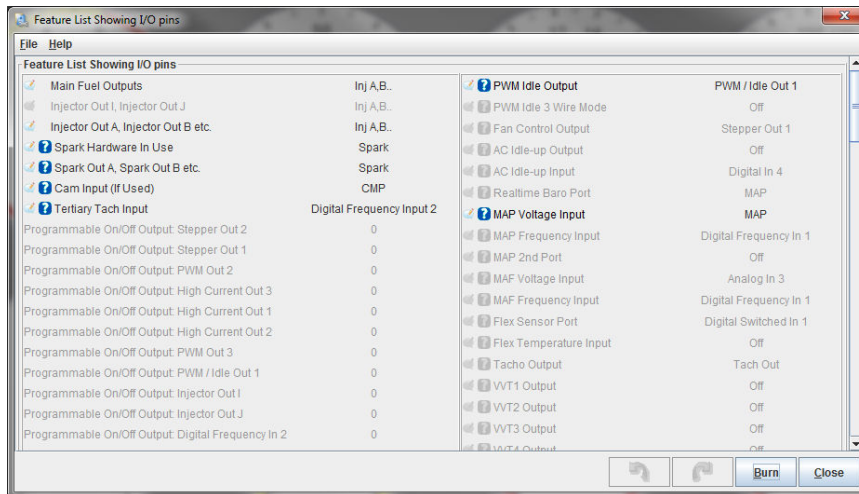 Feature List Showing I/O pins
File Help
Feature List Showing I/O pins
Main Fuel Outputs Inj A,B..
Injector Out I, Injector Out J Inj A,B..
Injector Out A, Injector Out B etc. Inj A,B..
Spark Hardware In Use Spark
Spark Out A, Spark Out B etc. Spark
Cam Input (If Used) CMP
Tertiary Tach Input Digital Frequency Input 2
Programmable On/Off Output: Stepper Out 2 0
Programmable On/Off Output: Stepper Out 1 0
Programmable On/Off Output: PWM Out 2 0
Programmable On/Off Output: High Current Out 3 0
Programmable On/Off Output: High Current Out 1 0
Programmable On/Off Output: High Current Out 2 0
Programmable On/Off Output: PWM Out 3 0
Programmable On/Off Output: PWM / Idle Out 1 0
Programmable On/Off Output: Injector Out I 0
Programmable On/Off Output: Injector Out J 0
Programmable On/Off Output: Digital Frequency In 2 0
PWM Idle Output PWM / Idle Out 1
PWM Idle 3 Wire Mode Off
Fan Control Output Stepper Out 1
AC Idle-up Output Off
AC Idle-up Input Digital In 4
Realtime Baro Port MAP
MAP Voltage Input MAP
MAP Frequency Input Digital Frequency In 1
MAP 2nd Port Off
MAF Voltage Input Analog In 3
MAF Frequency Input Digital Frequency In 1
Flex Sensor Port Digital Switched In 1
Flex Temperature Input Off
Tacho Output Tach Out
VVT1 Output Off
VVT2 Output Off
VVT3 Output Off
VVT4 Output Off
Burn Close